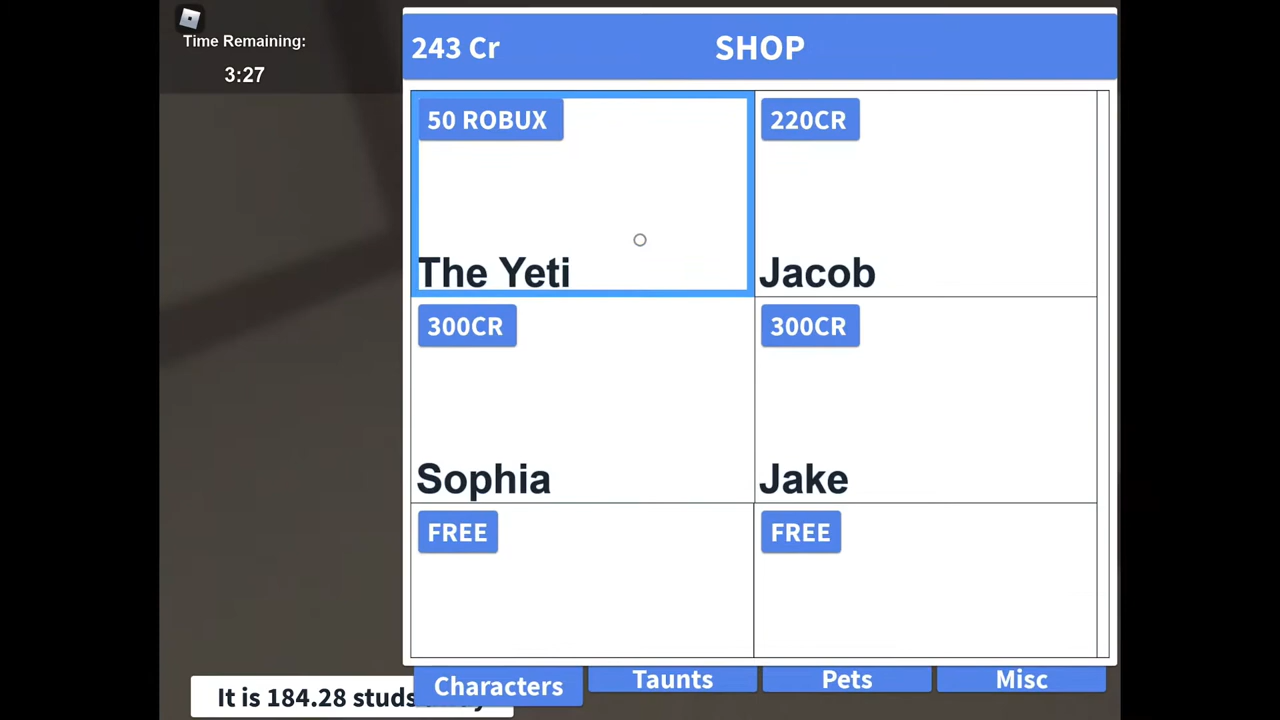 Time Remaining:
3:27
243 Cr
SHOP
50 ROBUX
The Yeti
220CR
Jacob
300CR
Sophia
300CR
Jake
FREE
FREE
Characters
Taunts
Pets
Misc
It is 184.28 studs